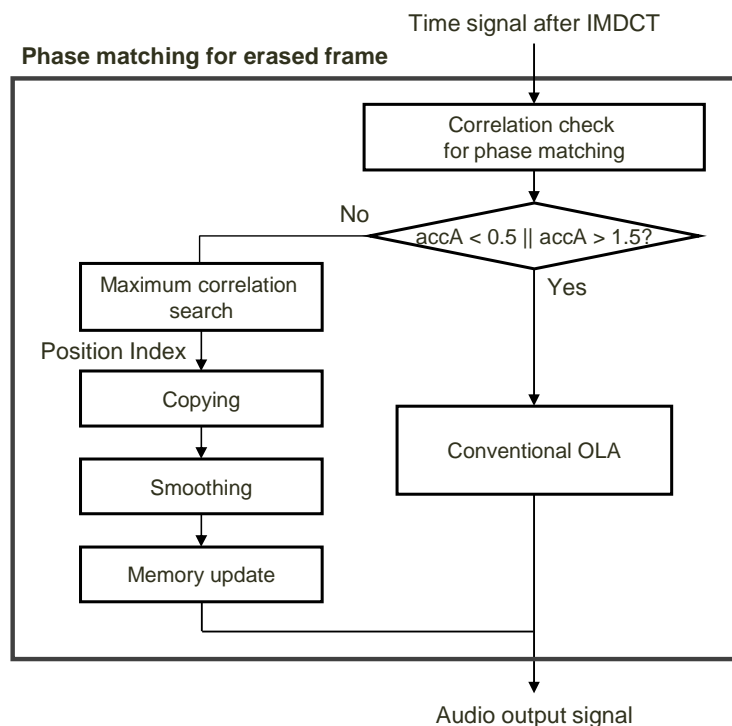 Time signal after IMDCT
Phase matching for erased frame
Correlation check
for phase matching
No
accA < 0.5 || accA > 1.5?
Yes
Maximum correlation
search
Position Index
Copying
Conventional OLA
Smoothing
Memory update
Audio output signal